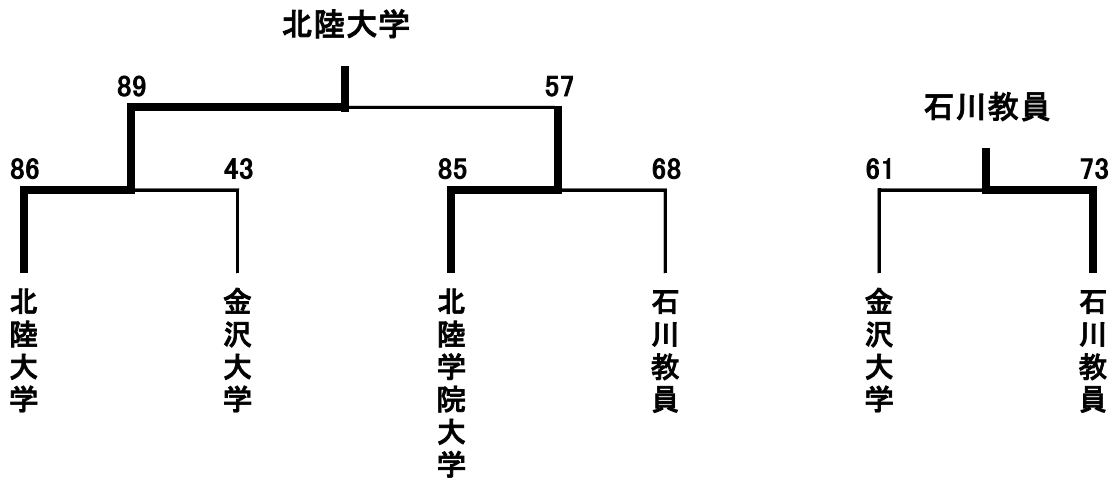 北陸大学
89 57
石川教員
86 43 85 68 61 73
北陸大学
金沢大学
北陸学院大学
石川教員
金沢大学
石川教員